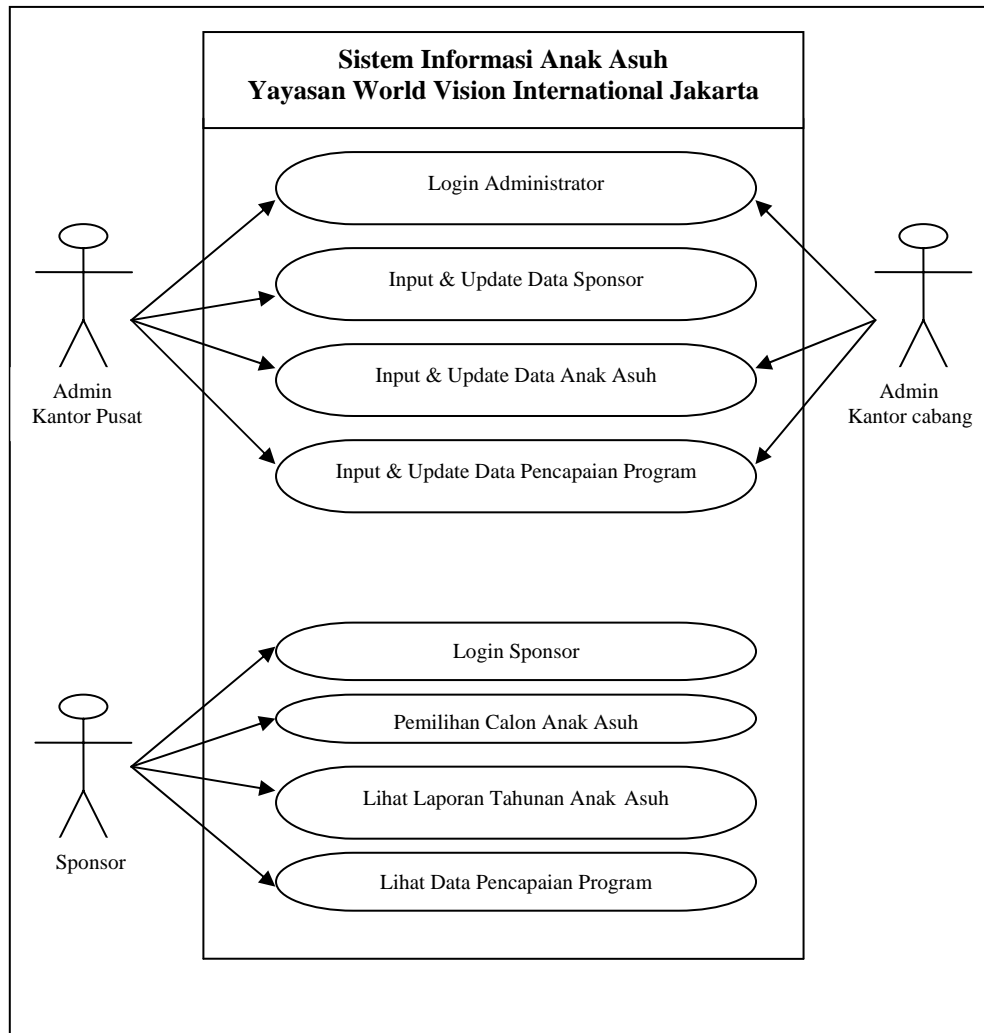 Sistem Informasi Anak Asuh
Yayasan World Vision International Jakarta
Login Administrator
Input & Update Data Sponsor
Input & Update Data Anak Asuh
Input & Update Data Pencapaian Program
Admin
Kantor Pusat
Admin
Kantor cabang
Login Sponsor
Pemilihan Calon Anak Asuh
Lihat Laporan Tahunan Anak Asuh
Lihat Data Pencapaian Program
Sponsor